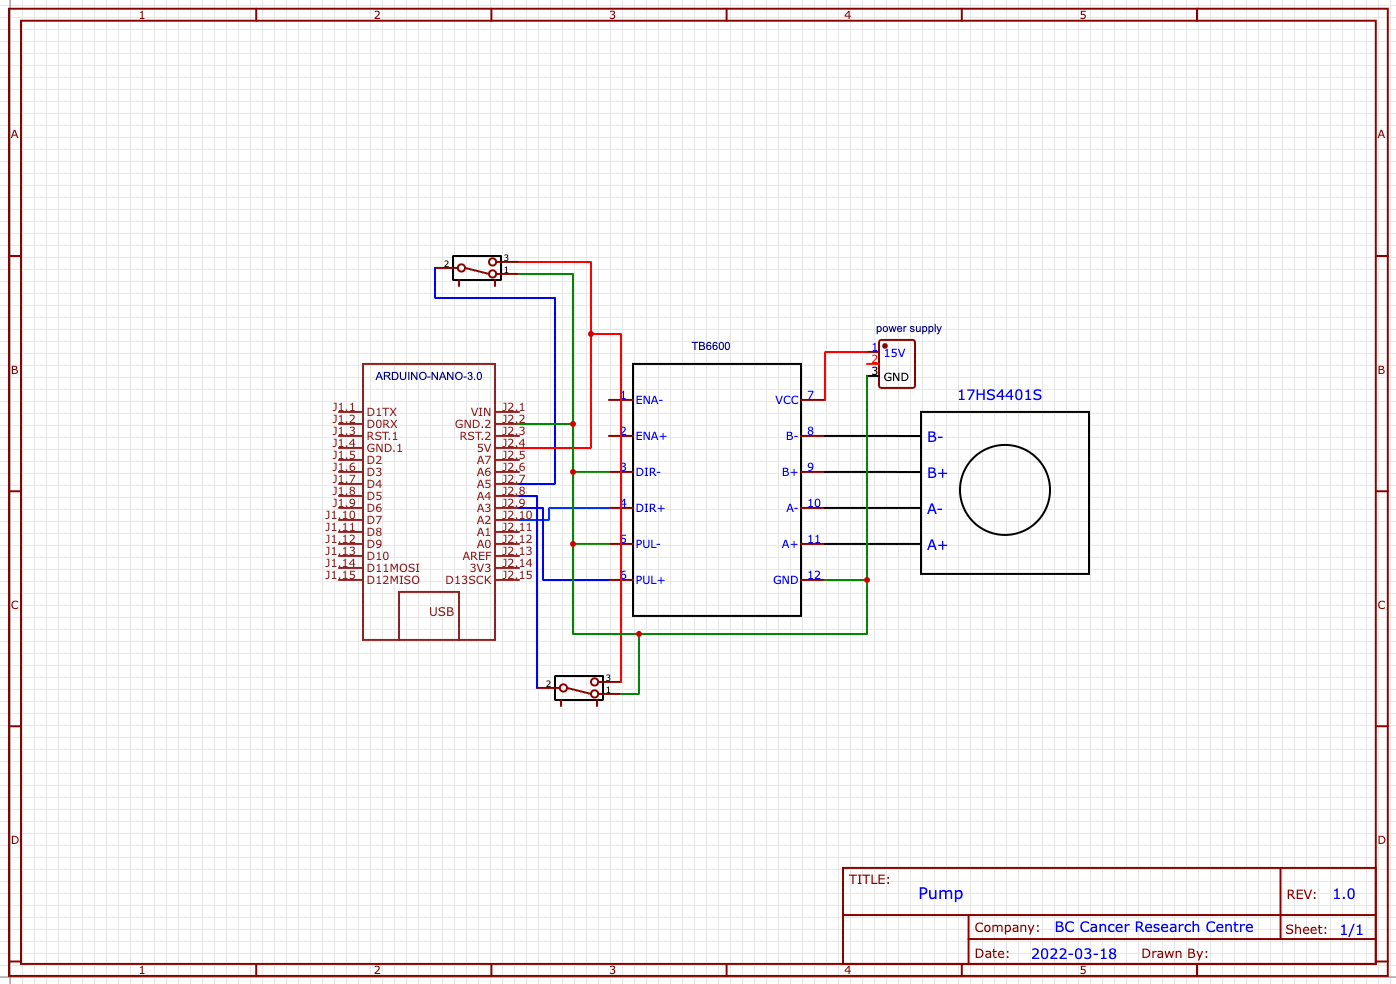 1 2 3 4 5
A A
2 3
1
power supply
TB6600
1 15V
2
B B
3 GND
ARDUINO-NANO-3.0
17HS4401S
1 ENA- VCC 7
J1.1 D1TX VIN J2.1
J1.2 D0RX GND.2 J2.2
J1.3 RST.1 RST.2 J2.3
2 ENA+ B- 8 B-
J1.4 GND.1 5V J2.4
J1.5 D2 A7 J2.5
J1.6 D3 A6 J2.6
3 DIR- B+ 9 B+
J1.7 D4 A5 J2.7
J1.8 D5 A4 J2.8
J1.9 D6 A3 J2.9
4 DIR+ A- 10 A-
J1.10 D7 A2 J2.10
J1.11 D8 A1 J2.11
J1.12 D9 A0 J2.12
5 PUL- A+ 11 A+
J1.13 D10 AREF J2.13
J1.14 D11MOSI 3V3 J2.14
J1.15 D12MISO D13SCK J2.15
6 PUL+ GND 12
C C
USB
2 3
1
D D
TITLE:
Pump
REV: 1.0
Company: BC Cancer Research Centre
Sheet: 1/1
Date: 2022-03-18 Drawn By:
1 2 3 4 5